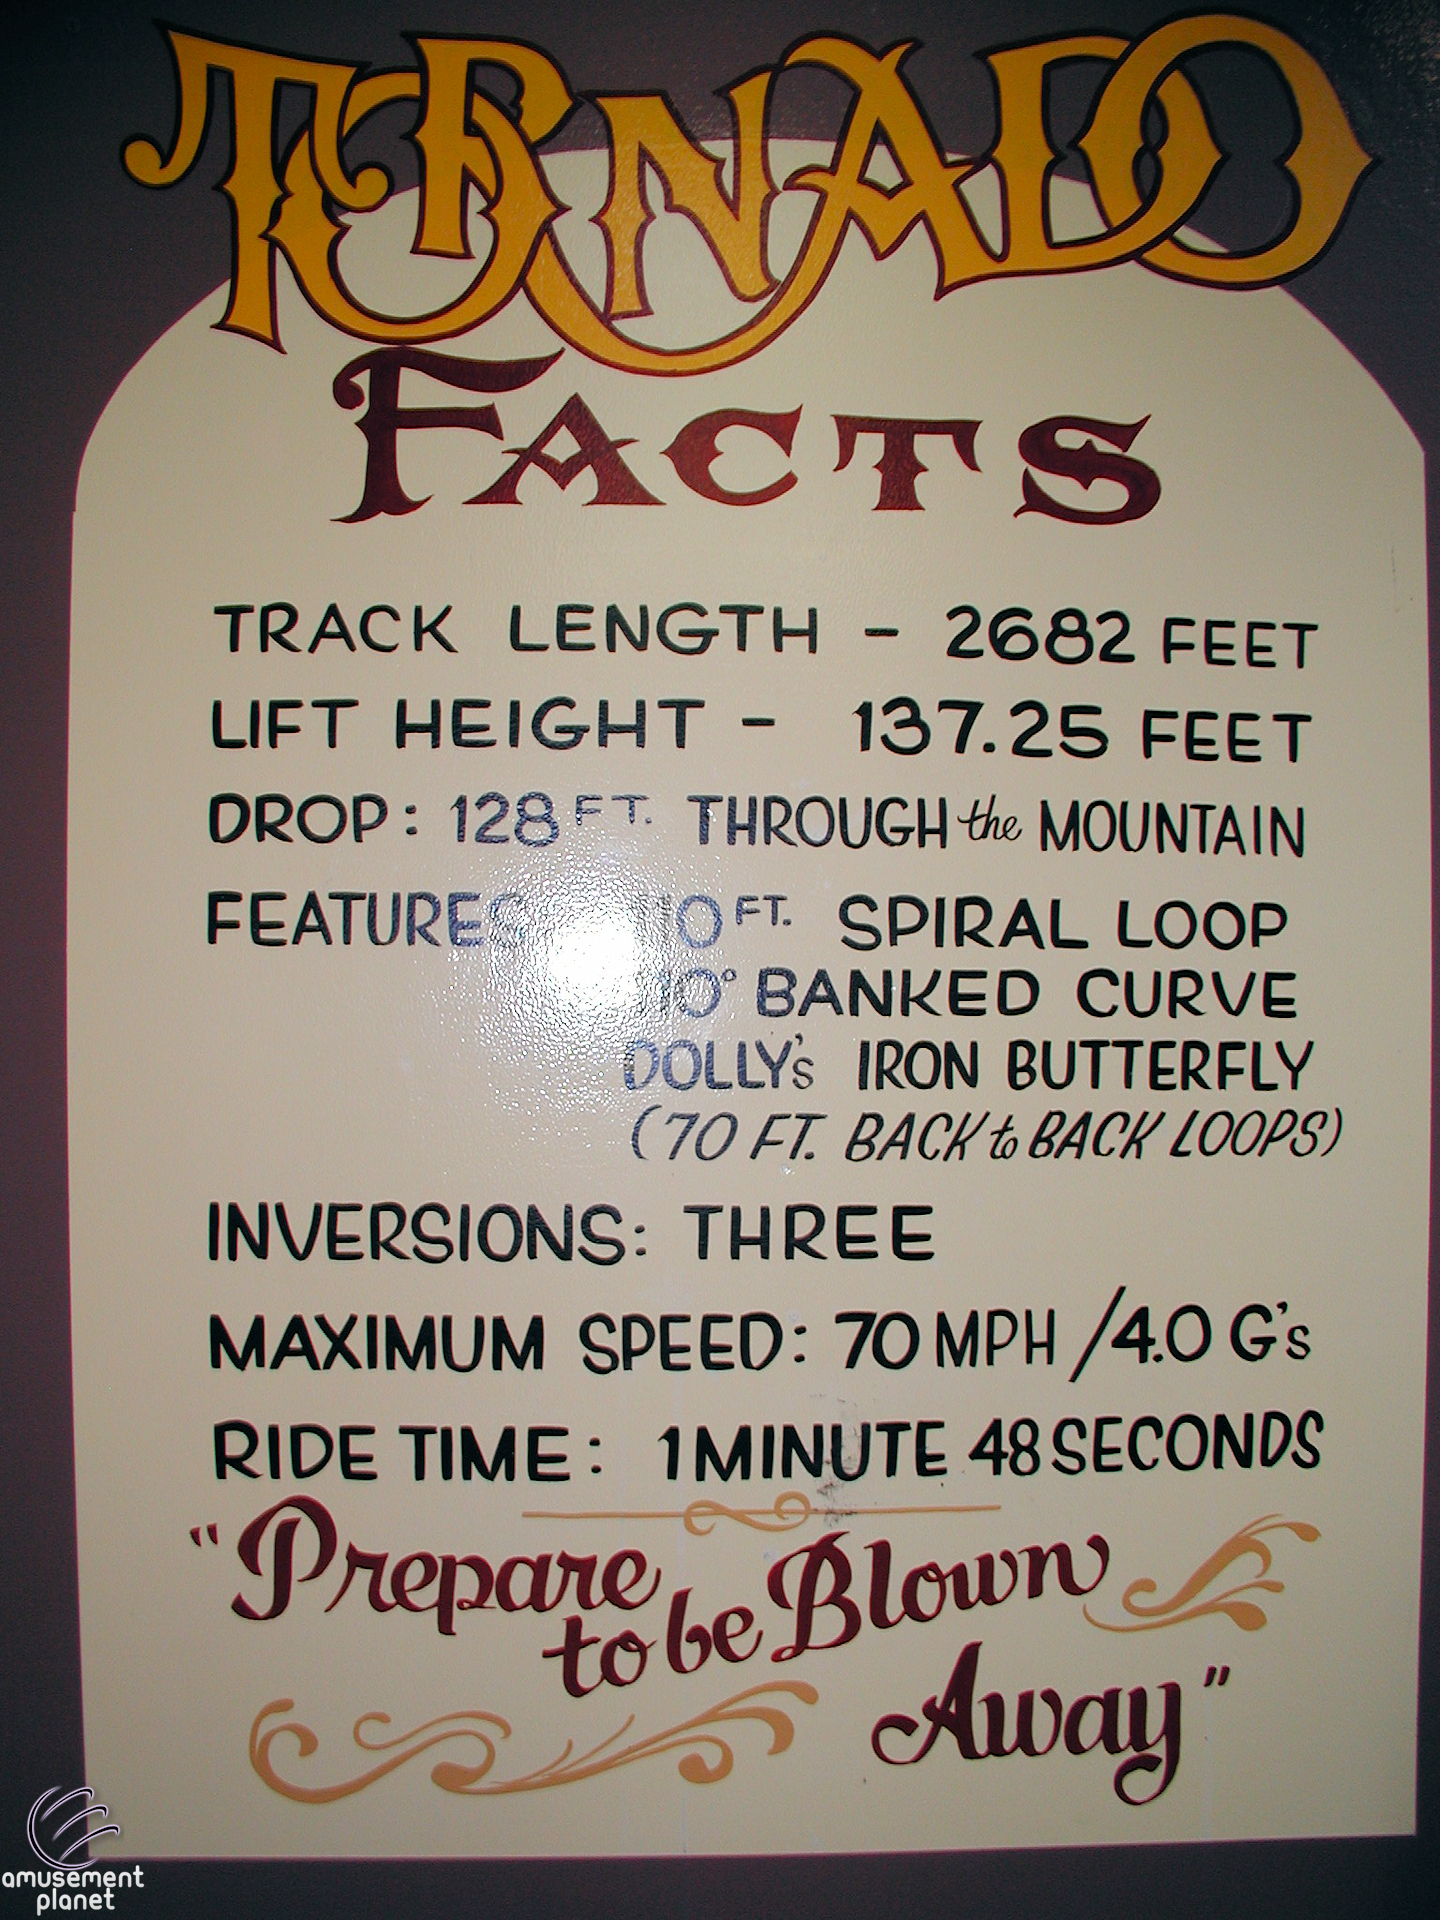 TORNADO
FACTS
TRACK LENGTH - 2682 FEET
LIFT HEIGHT - 137.25 FEET
DROP: 128 FT. THROUGH the MOUNTAIN
FEATURES FT. SPIRAL LOOP
BANKED CURVE
DOLLY's IRON BUTTERFLY
(70 FT. BACK to BACK LOOPS)
INVERSIONS: THREE
MAXIMUM SPEED: 70 MPH /4.0 G's
RIDE TIME: 1 MINUTE 48 SECONDS
"Prepare
to be Blown
Away"
amusement
planet